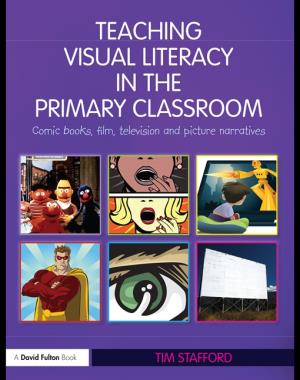 TEACHING
VISUAL LITERACY
IN THE
PRIMARY CLASSROOM
Comic books, film, television and picture narratives
A David Fulton Book
TIM STAFFORD